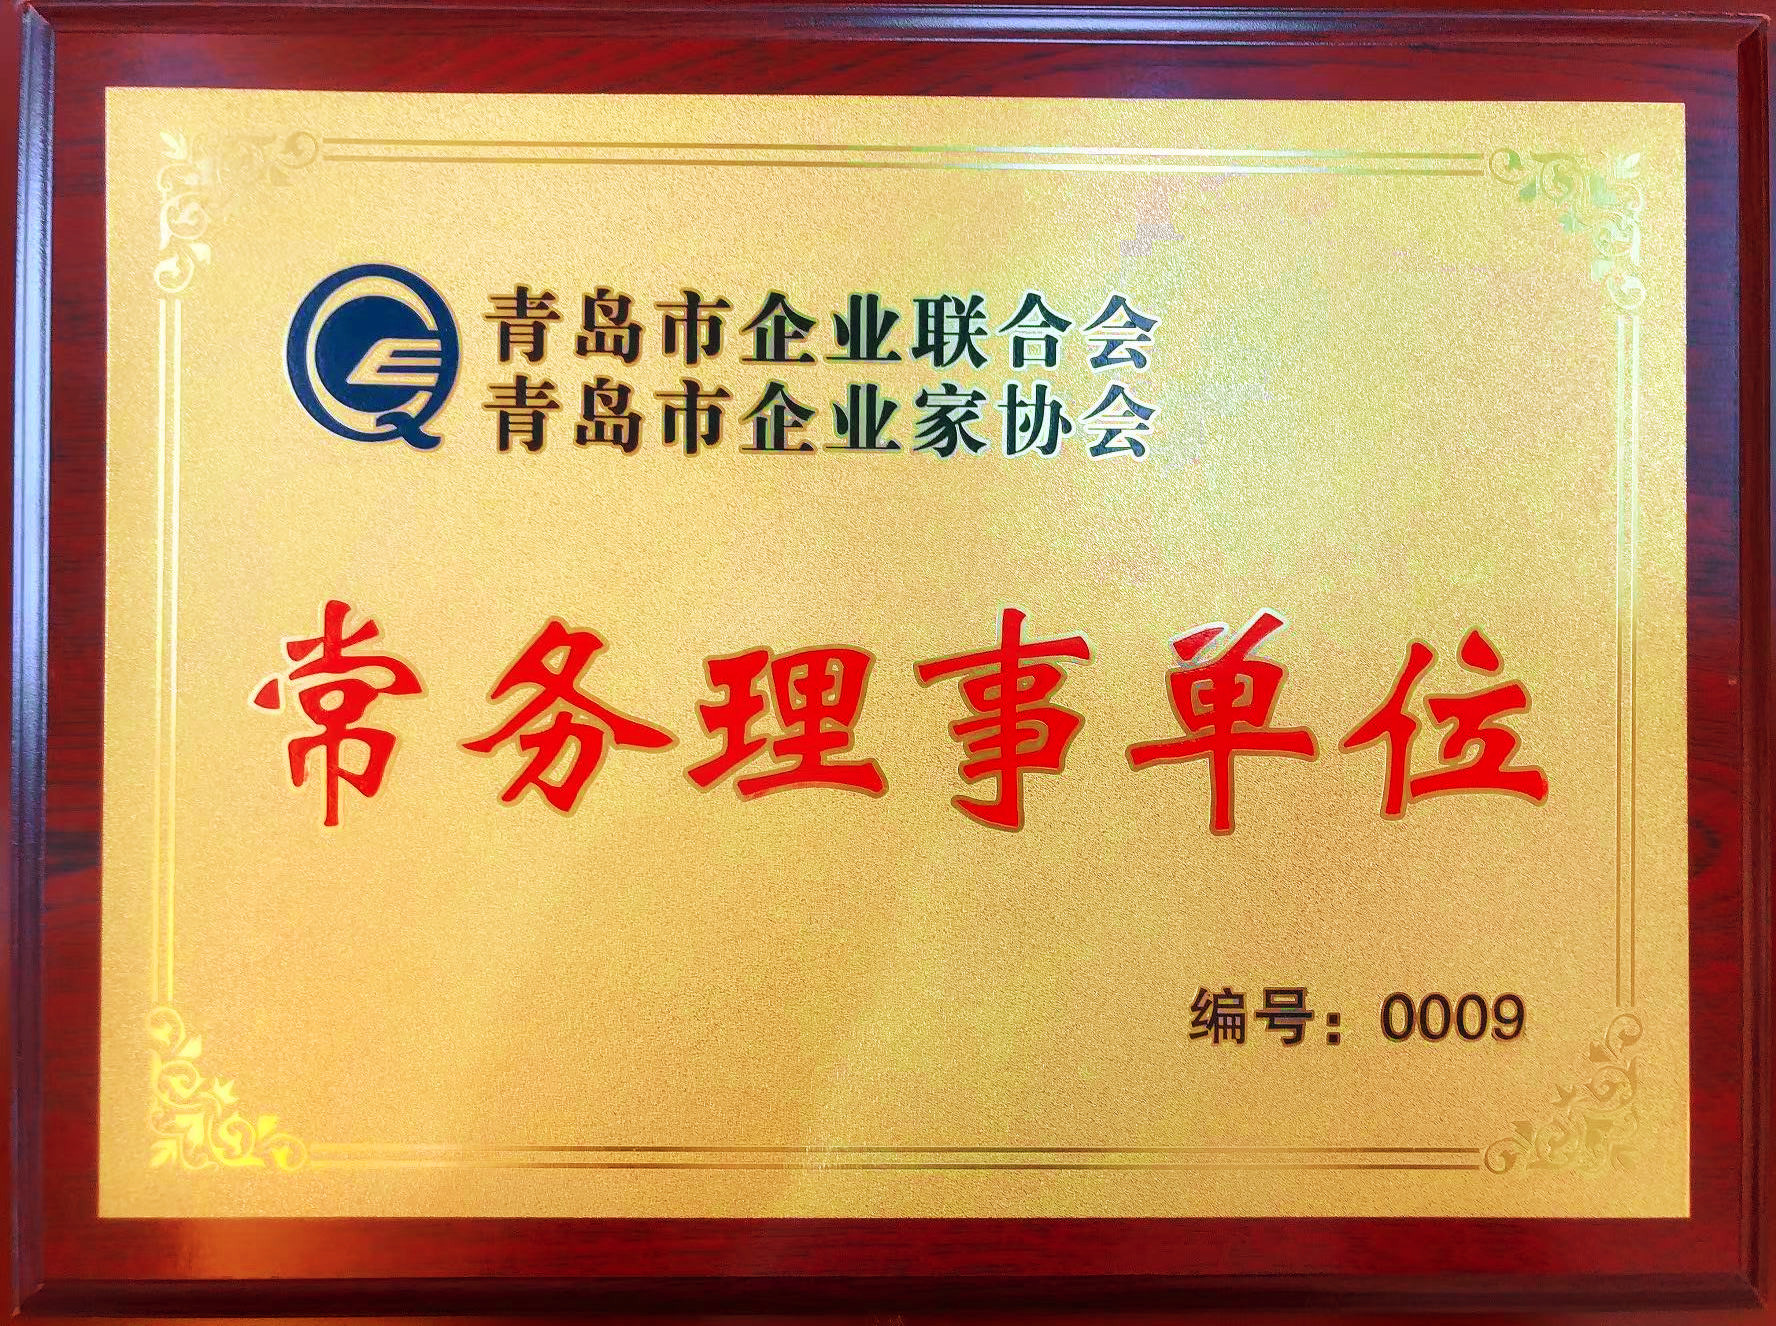 青岛市企业联合会
青岛市企业家协会
常务理事单位
编号：0009